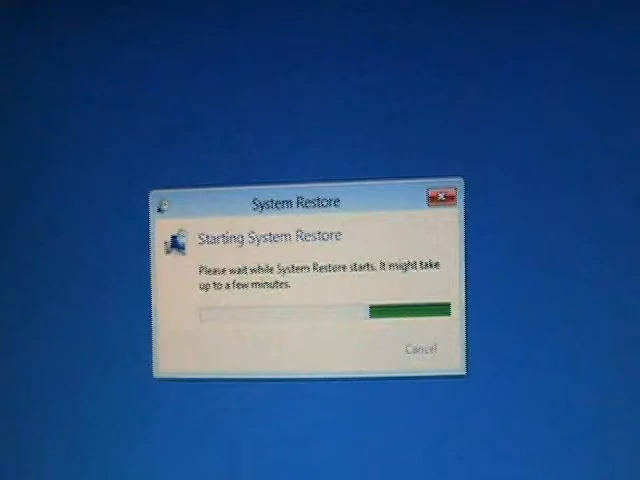 System Restore
Starting System Restore
Please wait while System Restore starts. It might take
up to a few minutes.
Cancel